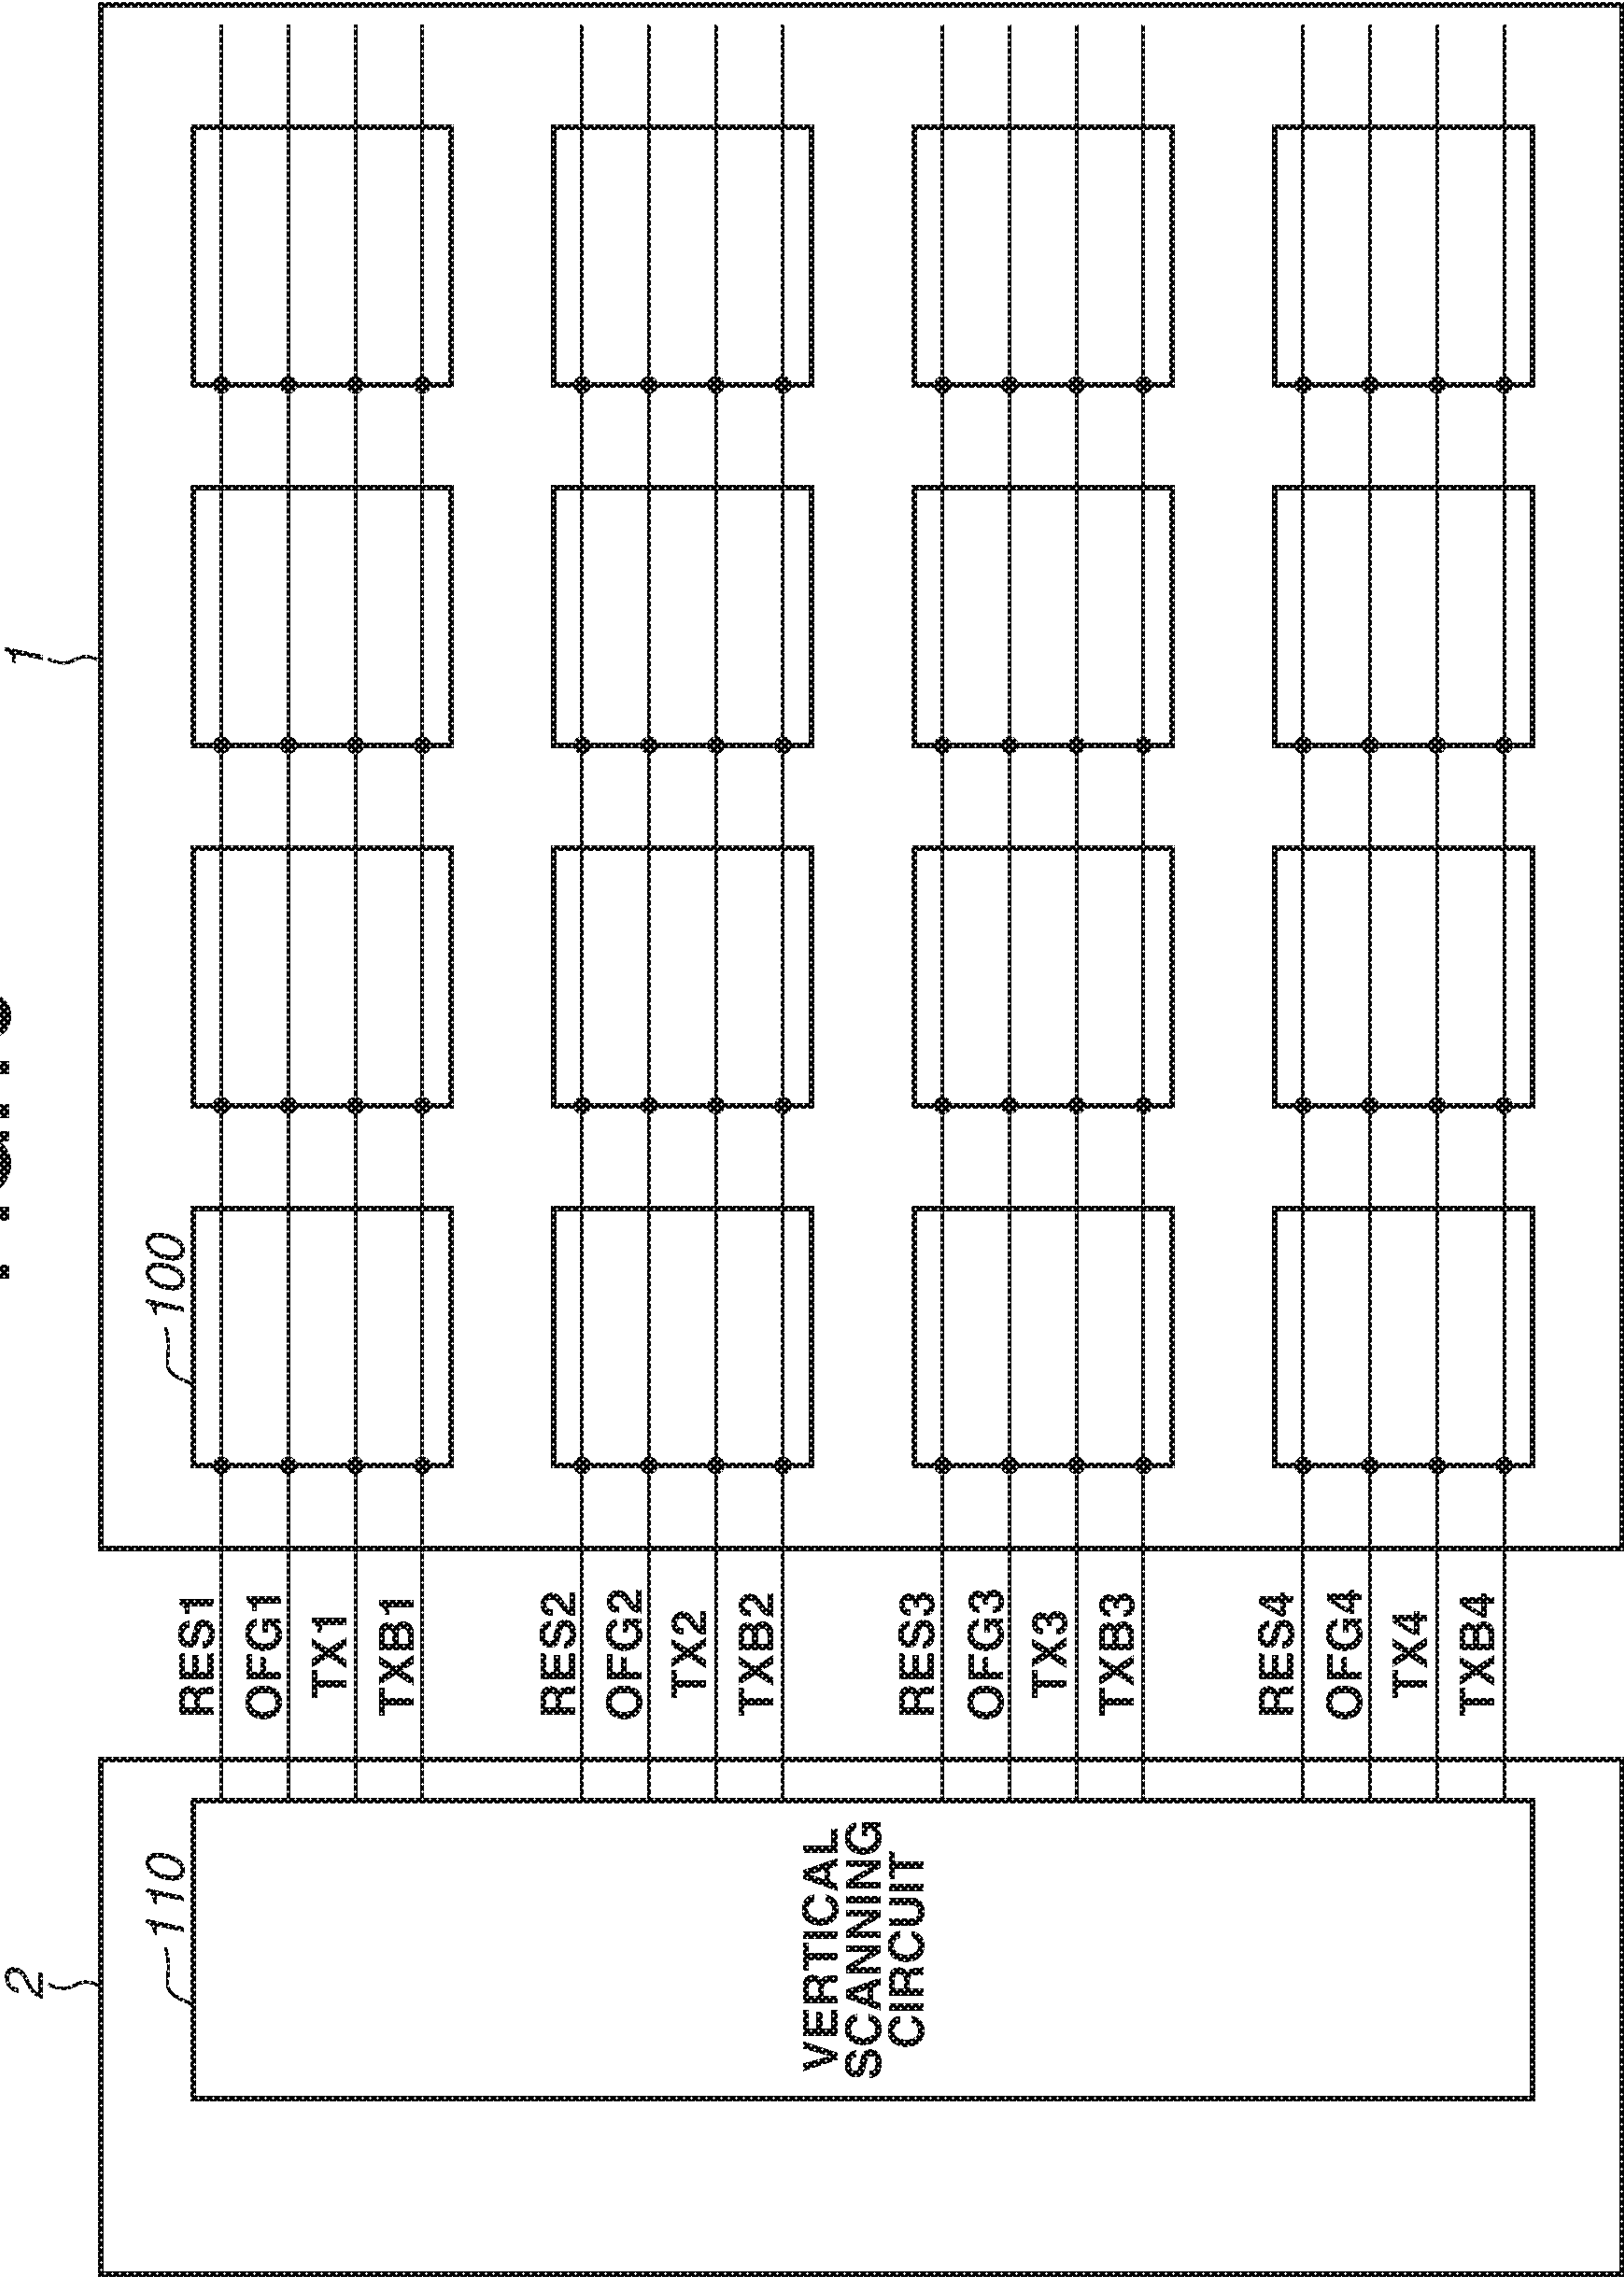 1
2
100
110
RES1
OFG1
TX1
TXB1
RES2
OFG2
TX2
TXB2
RES3
OFG3
TX3
TXB3
RES4
OFG4
TX4
TXB4
VERTICAL
SCANNING
CIRCUIT